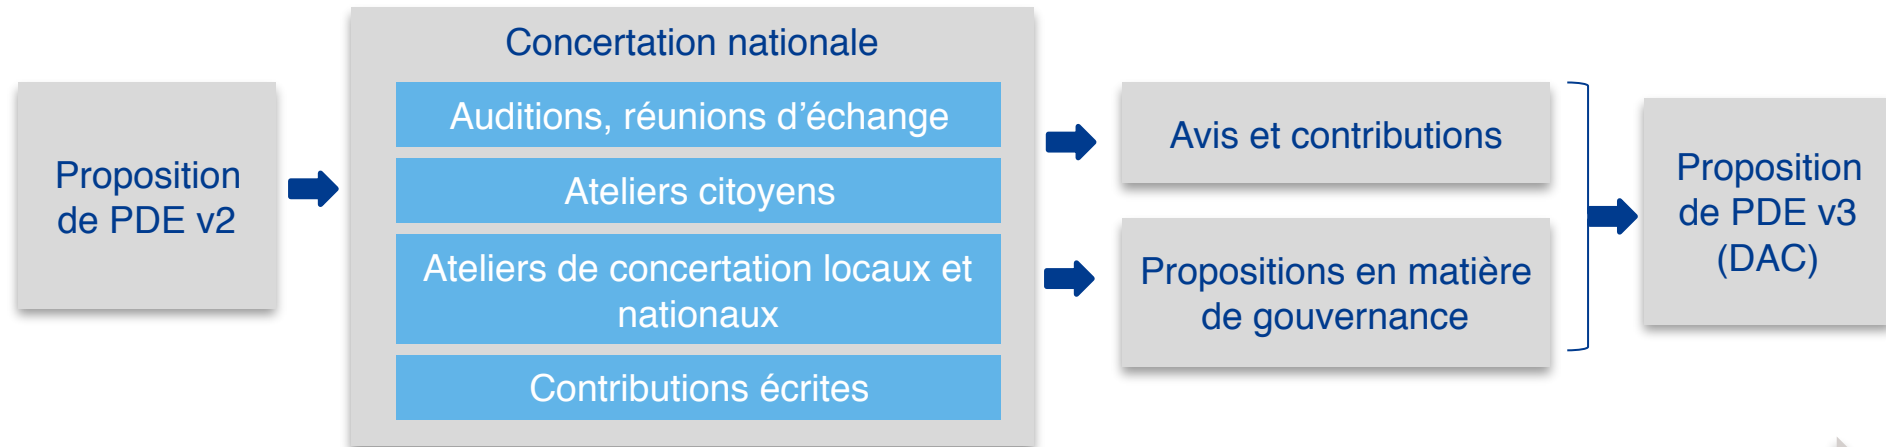 Proposition
de PDE v2
Concertation nationale
Auditions, réunions d’échange
Ateliers citoyens
Ateliers de concertation locaux et
nationaux
Contributions écrites
Avis et contributions
Propositions en matière
de gouvernance
Proposition
de PDE v3
(DAC)